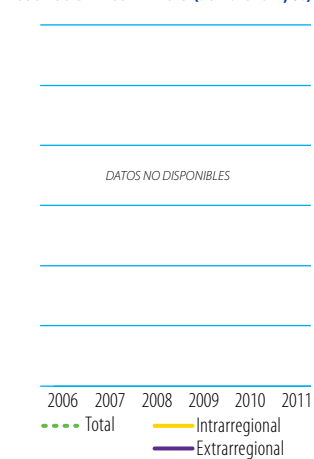 DATOS NO DISPONIBLES
2006 2007 2008 2009 2010 2011
Total Intrarregional
Extrarregional